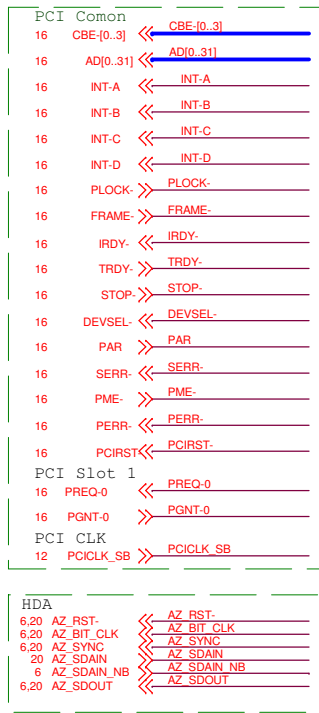 PCI Comon
16 CBE-[0..3] CBE-[0..3]
16 AD[0..31] AD[0..31]
16 INT-A INT-A
16 INT-B INT-B
16 INT-C INT-C
16 INT-D INT-D
16 PLOCK- PLOCK-
16 FRAME- FRAME-
16 IRDY- IRDY-
16 TRDY- TRDY-
16 STOP- STOP-
16 DEVSEL- DEVSEL-
16 PAR PAR
16 SERR- SERR-
16 PME- PME-
16 PERR- PERR-
16 PCIRST- PCIRST-
PCI Slot 1
16 PREQ-0 PREQ-0
16 PGNT-0 PGNT-0
PCI CLK
12 PCICLK_SB PCICLK_SB
HDA
6,20 AZ_RST- AZ_RST-
6,20 AZ_BIT_CLK AZ_BIT_CLK
6,20 AZ_SYNC AZ_SYNC
20 AZ_SDAIN AZ_SDAIN
6 AZ_SDAIN_NB AZ_SDAIN_NB
6,20 AZ_SDOUT AZ_SDOUT